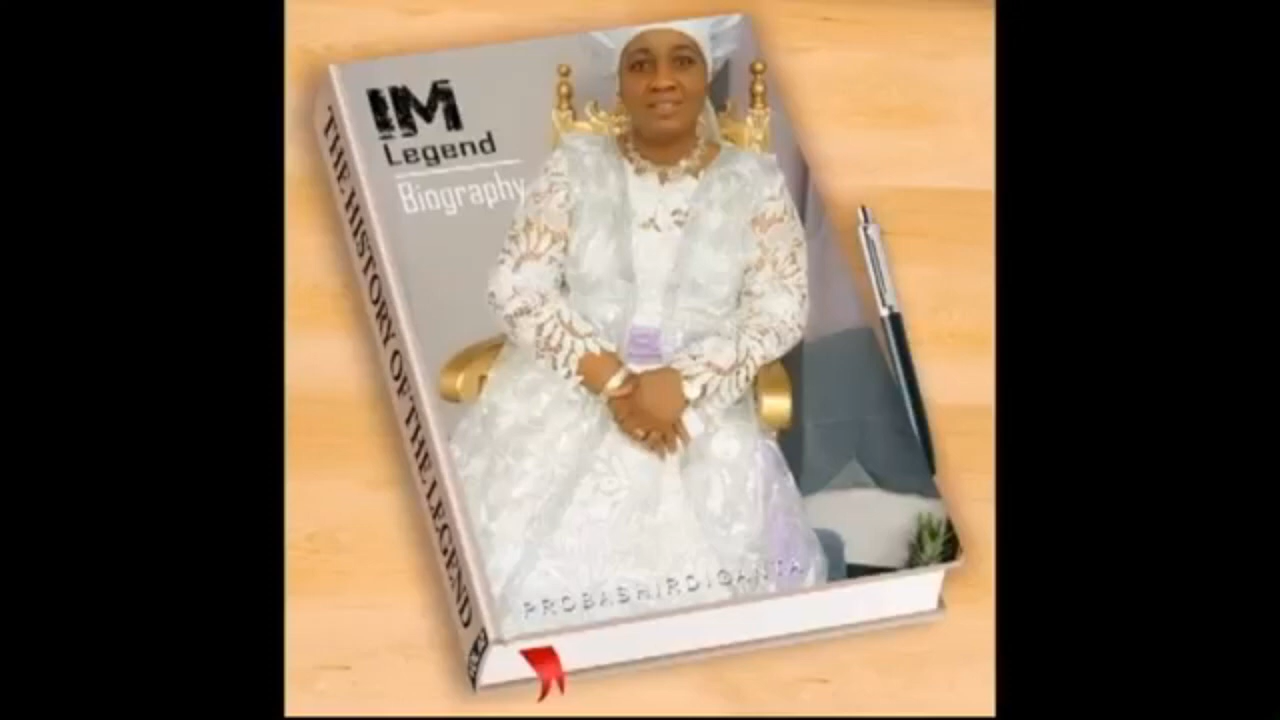 IM
Legend
Biography
THE HISTORY OF THE LEGEND
PROBASHIRDIGANTA